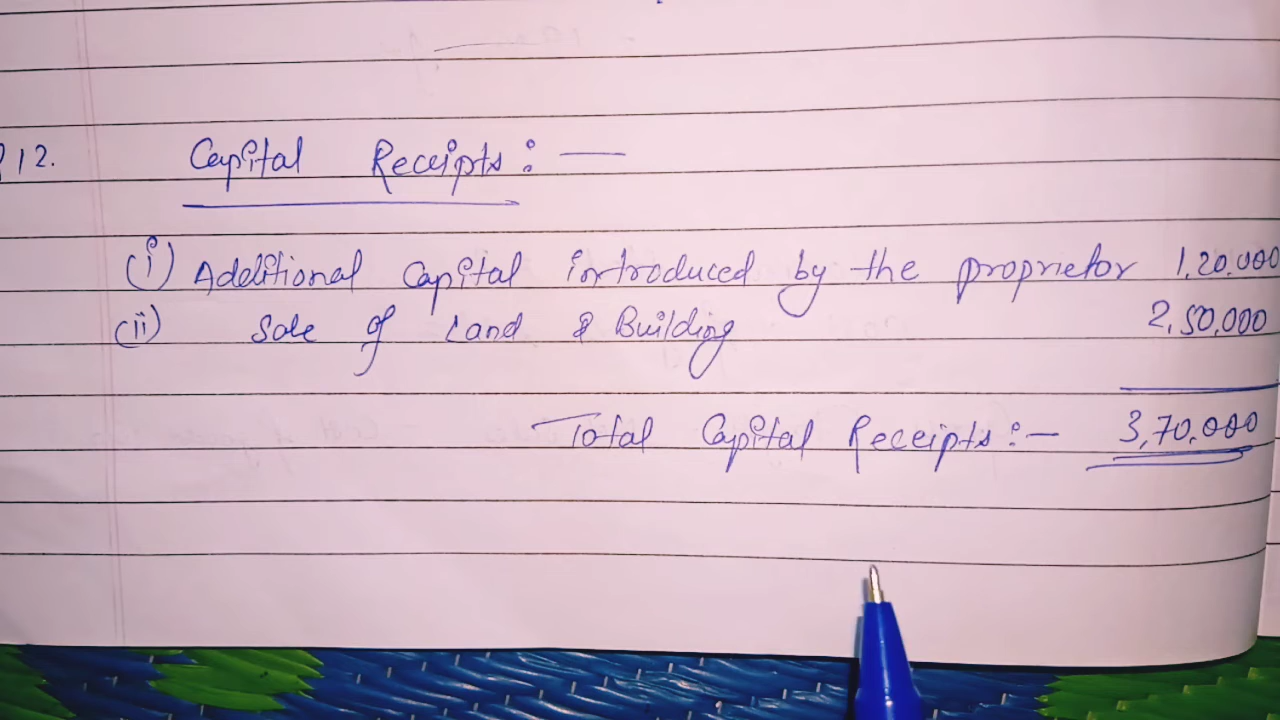 12. Capital Receipts : —
(i) Additional Capital introduced by the proprietor 1,20,000
(ii) Sale of Land & Building 2,50,000
Total Capital Receipts :— 3,70,000